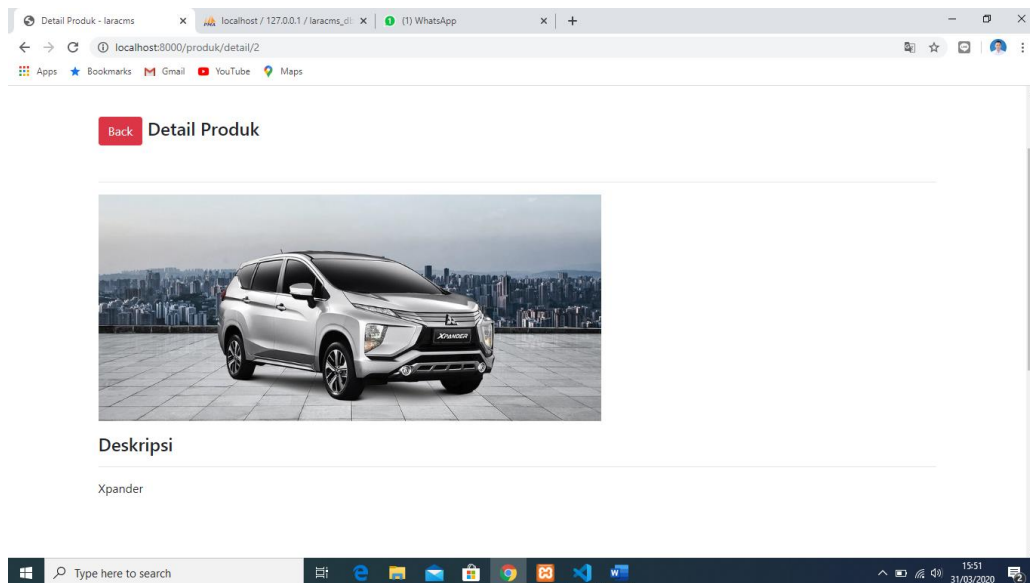 Detail Produk - laracms
localhost / 127.0.0.1 / laracms_db
(1) WhatsApp
localhost:8000/produk/detail/2
Apps Bookmarks Gmail YouTube Maps
Back Detail Produk
XPANDER
Deskripsi
Xpander
Type here to search
15:51
31/03/2020